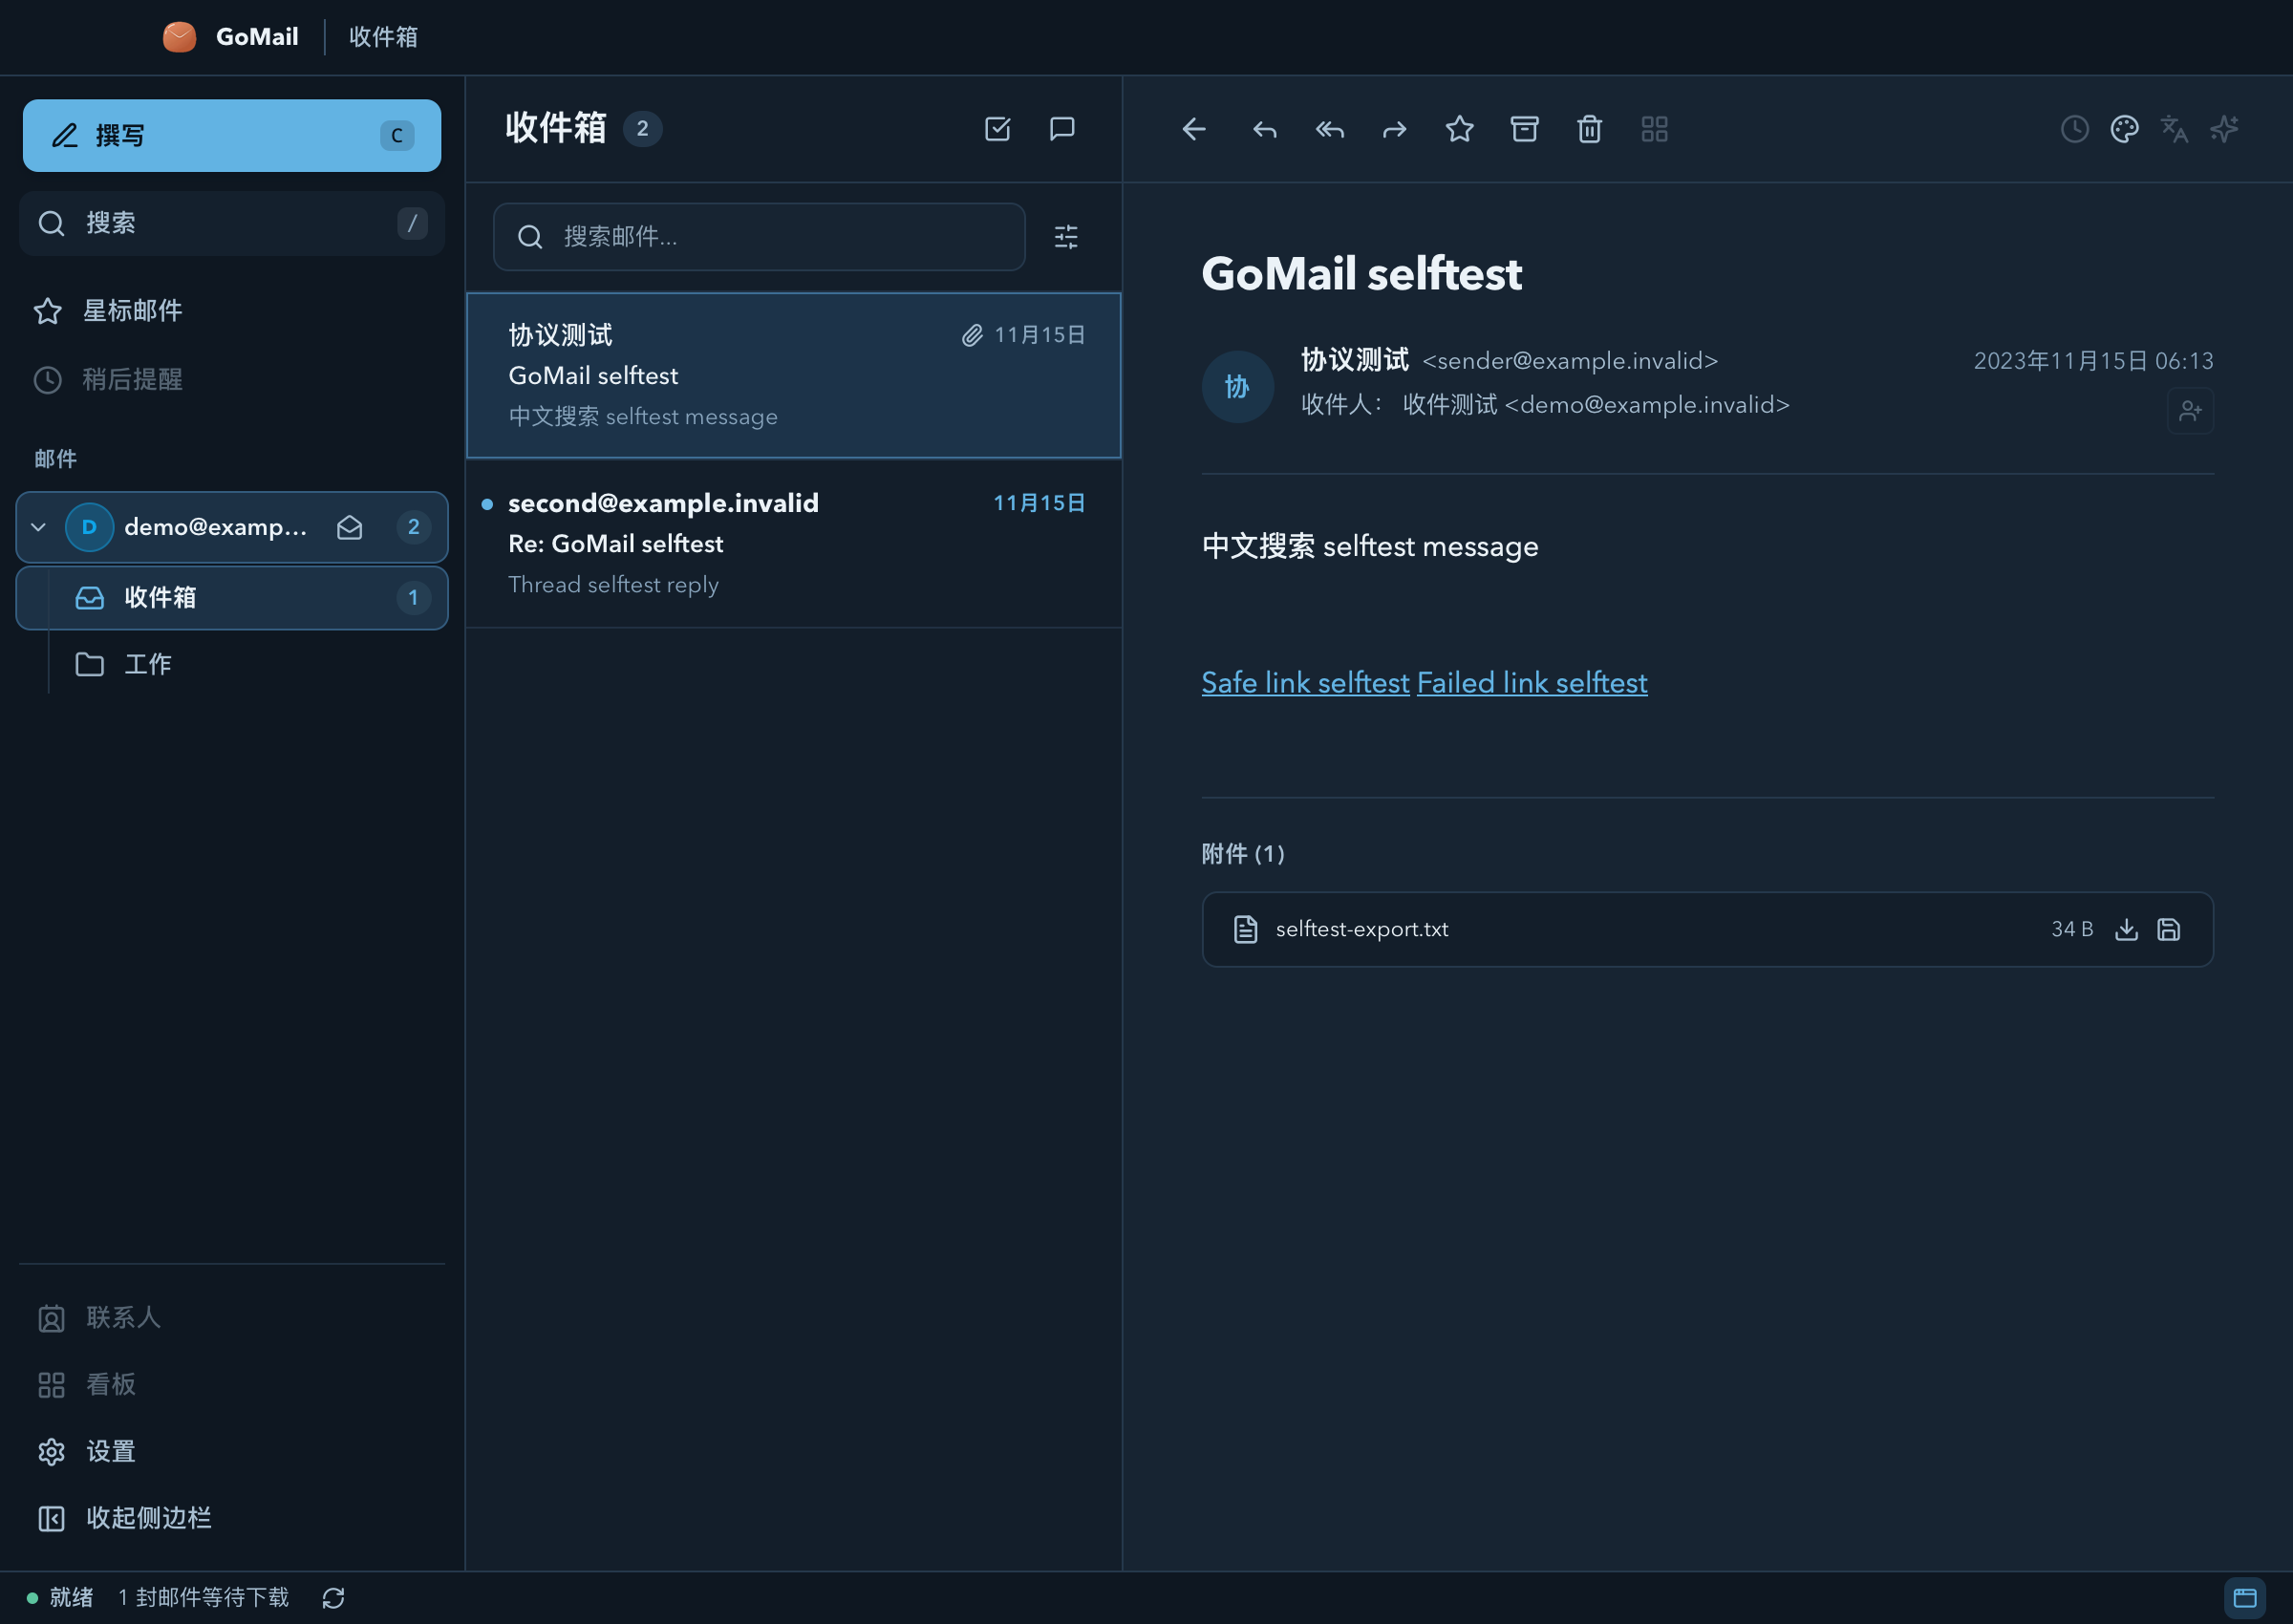 GoMail
收件箱
撰写
C
搜索
/
星标邮件
稍后提醒
邮件
D
demo@examp...
2
收件箱
1
工作
联系人
看板
设置
收起侧边栏
收件箱 2
搜索邮件...
协议测试 11月15日
GoMail selftest
中文搜索 selftest message
second@example.invalid 11月15日
Re: GoMail selftest
Thread selftest reply
GoMail selftest
协
协议测试 <sender@example.invalid> 2023年11月15日 06:13
收件人： 收件测试 <demo@example.invalid>
中文搜索 selftest message
Safe link selftest Failed link selftest
附件 (1)
selftest-export.txt 34 B
就绪 1 封邮件等待下载